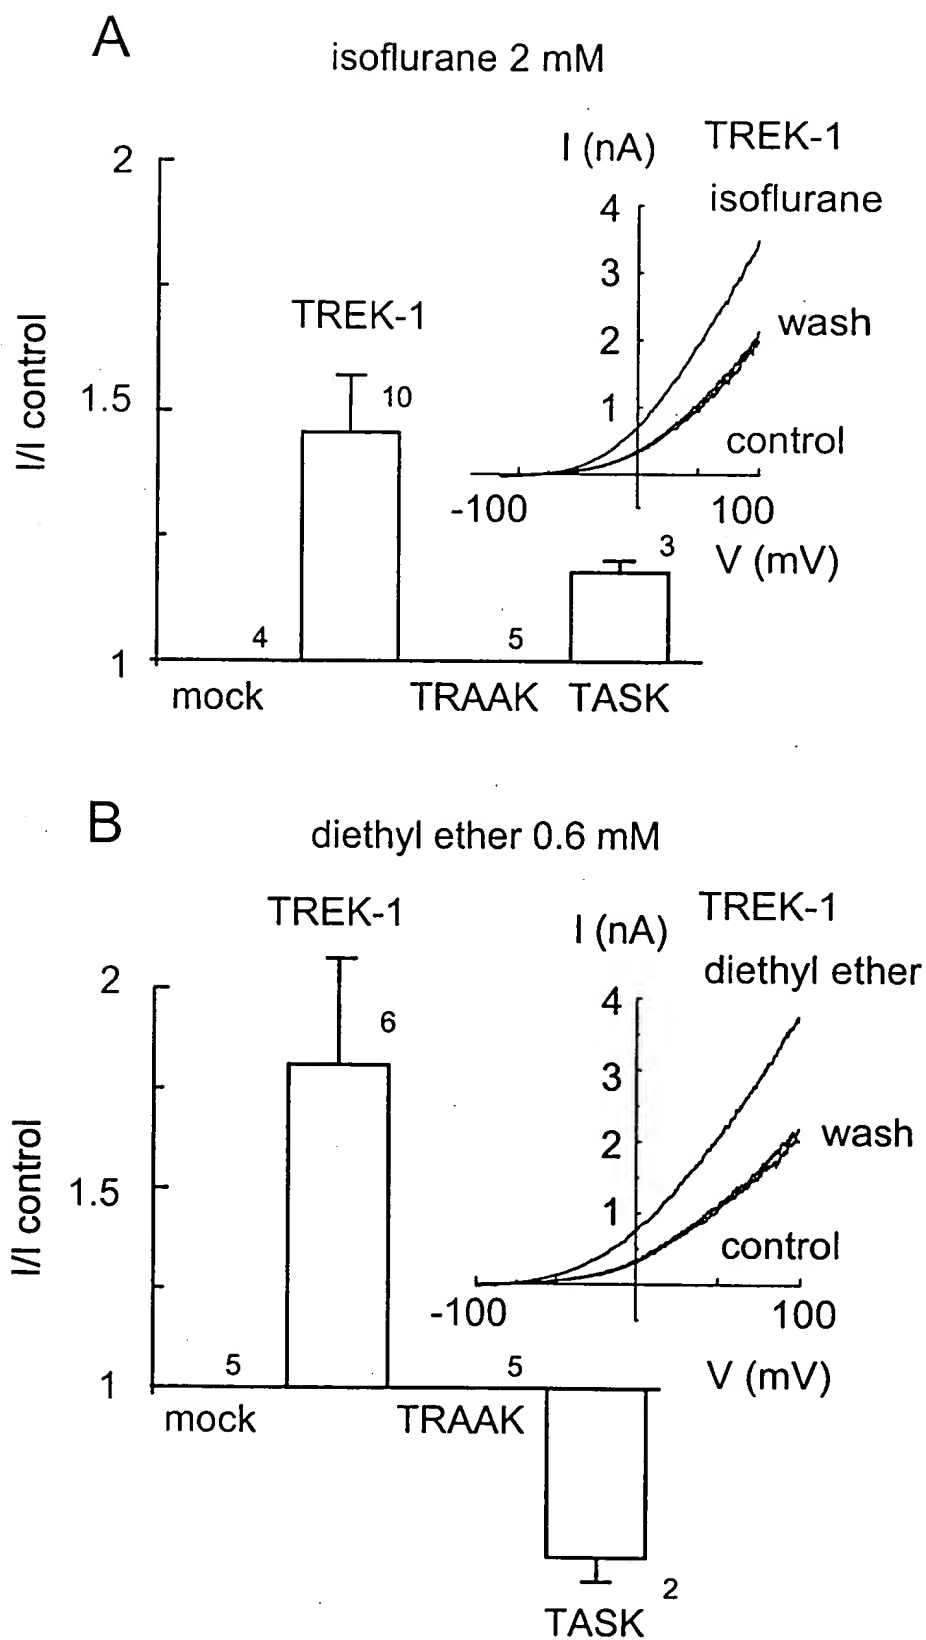 A
isoflurane 2 mM
I (nA)
TREK-1
isoflurane
2
4
3
TREK-1
wash
2
1.5
10
1
control
I/I control
-100
100
V (mV)
3
4
5
1
mock
TRAAK
TASK
B
diethyl ether 0.6 mM
TREK-1
I (nA)
TREK-1
diethyl ether
2
4
6
3
wash
2
1.5
1
control
I/I control
-100
100
V (mV)
5
5
1
mock
TRAAK
2
TASK